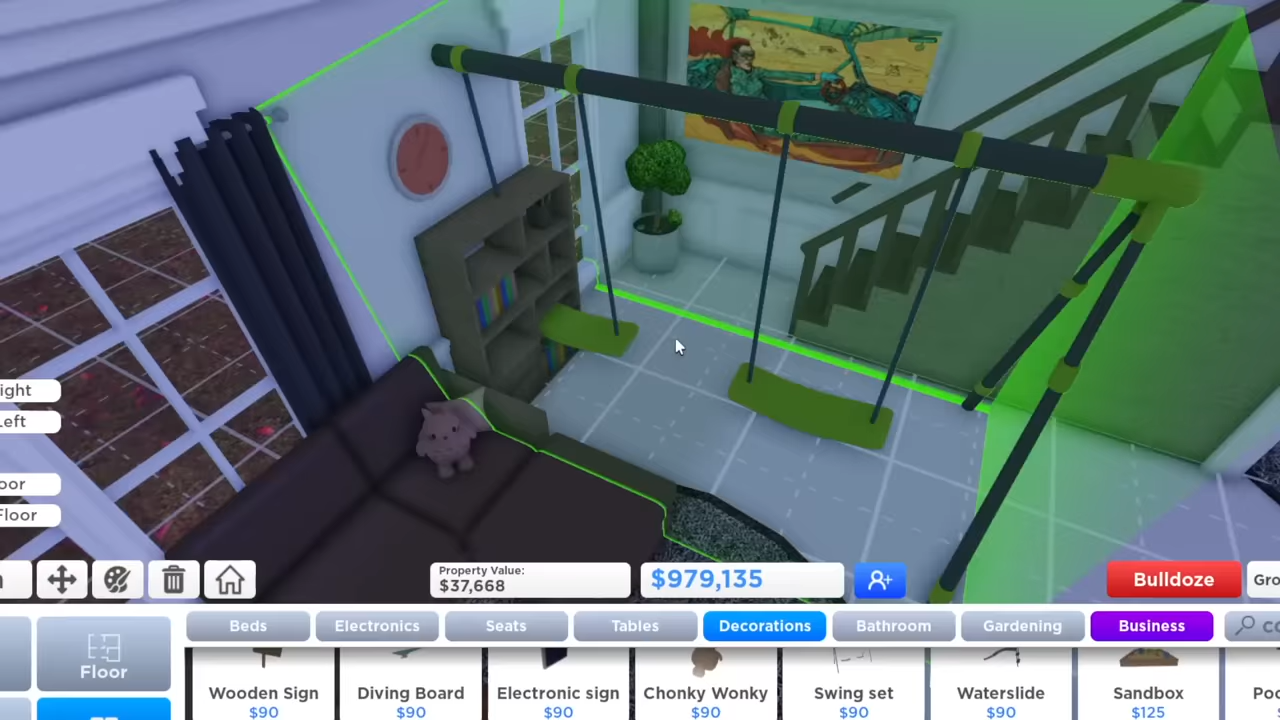 ight
Left
oor
Floor
Property Value:
$37,668
$979,135
Bulldoze
Gro
Beds
Electronics
Seats
Tables
Decorations
Bathroom
Gardening
Business
Floor
Wooden Sign
$90
Diving Board
$90
Electronic sign
$90
Chonky Wonky
$90
Swing set
$90
Waterslide
$90
Sandbox
$125